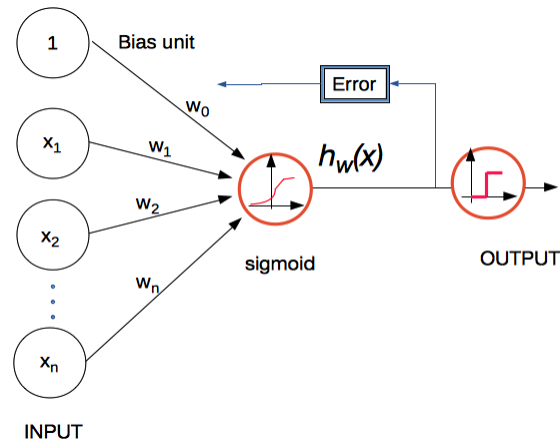 1
Bias unit
Error
w0
x1
w1
hw(x)
w2
x2
sigmoid
OUTPUT
wn
xn
INPUT